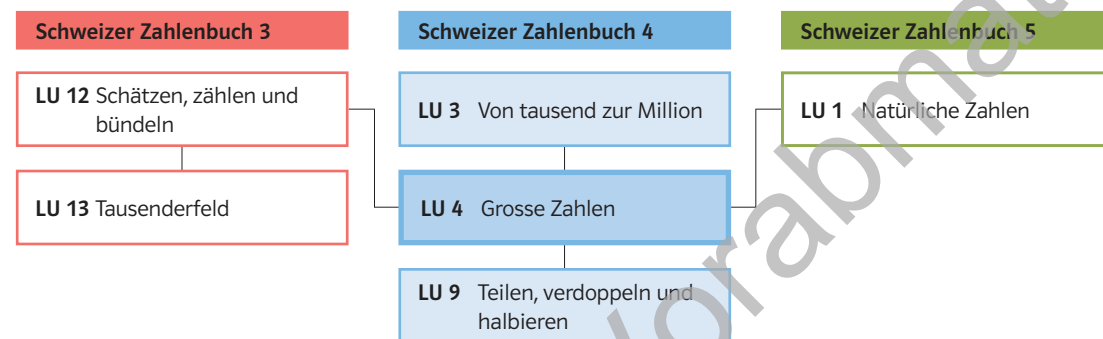 Schweizer Zahlenbuch 3
LU 12 Schätzen, zählen und
bündeln
LU 13 Tausenderfeld
Schweizer Zahlenbuch 4
LU 3 Von tausend zur Million
LU 4 Grosse Zahlen
LU 9 Teilen, verdoppeln und
halbieren
Schweizer Zahlenbuch 5
LU 1 Natürliche Zahlen